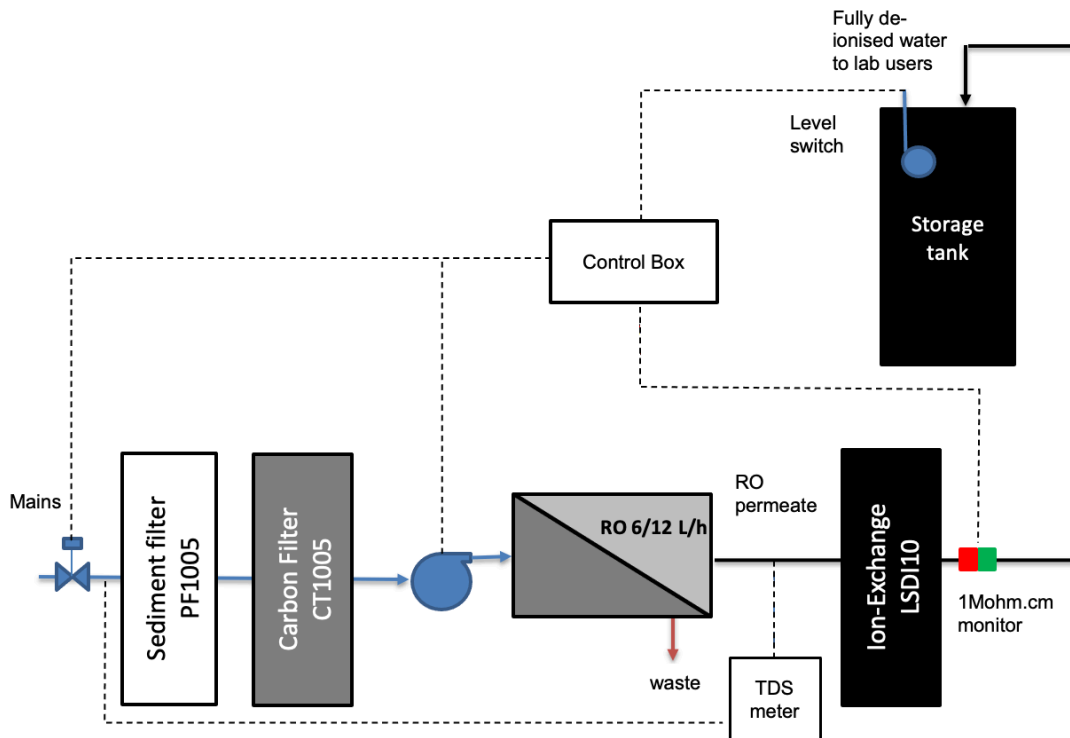 Fully de-
ionised water
to lab users
Level
switch
Storage
tank
Control Box
Mains
Sediment filter
PF1005
Carbon Filter
CT1005
RO 6/12 L/h
RO
permeate
Ion-Exchange
LSDI10
1Mohm.cm
monitor
waste
TDS
meter